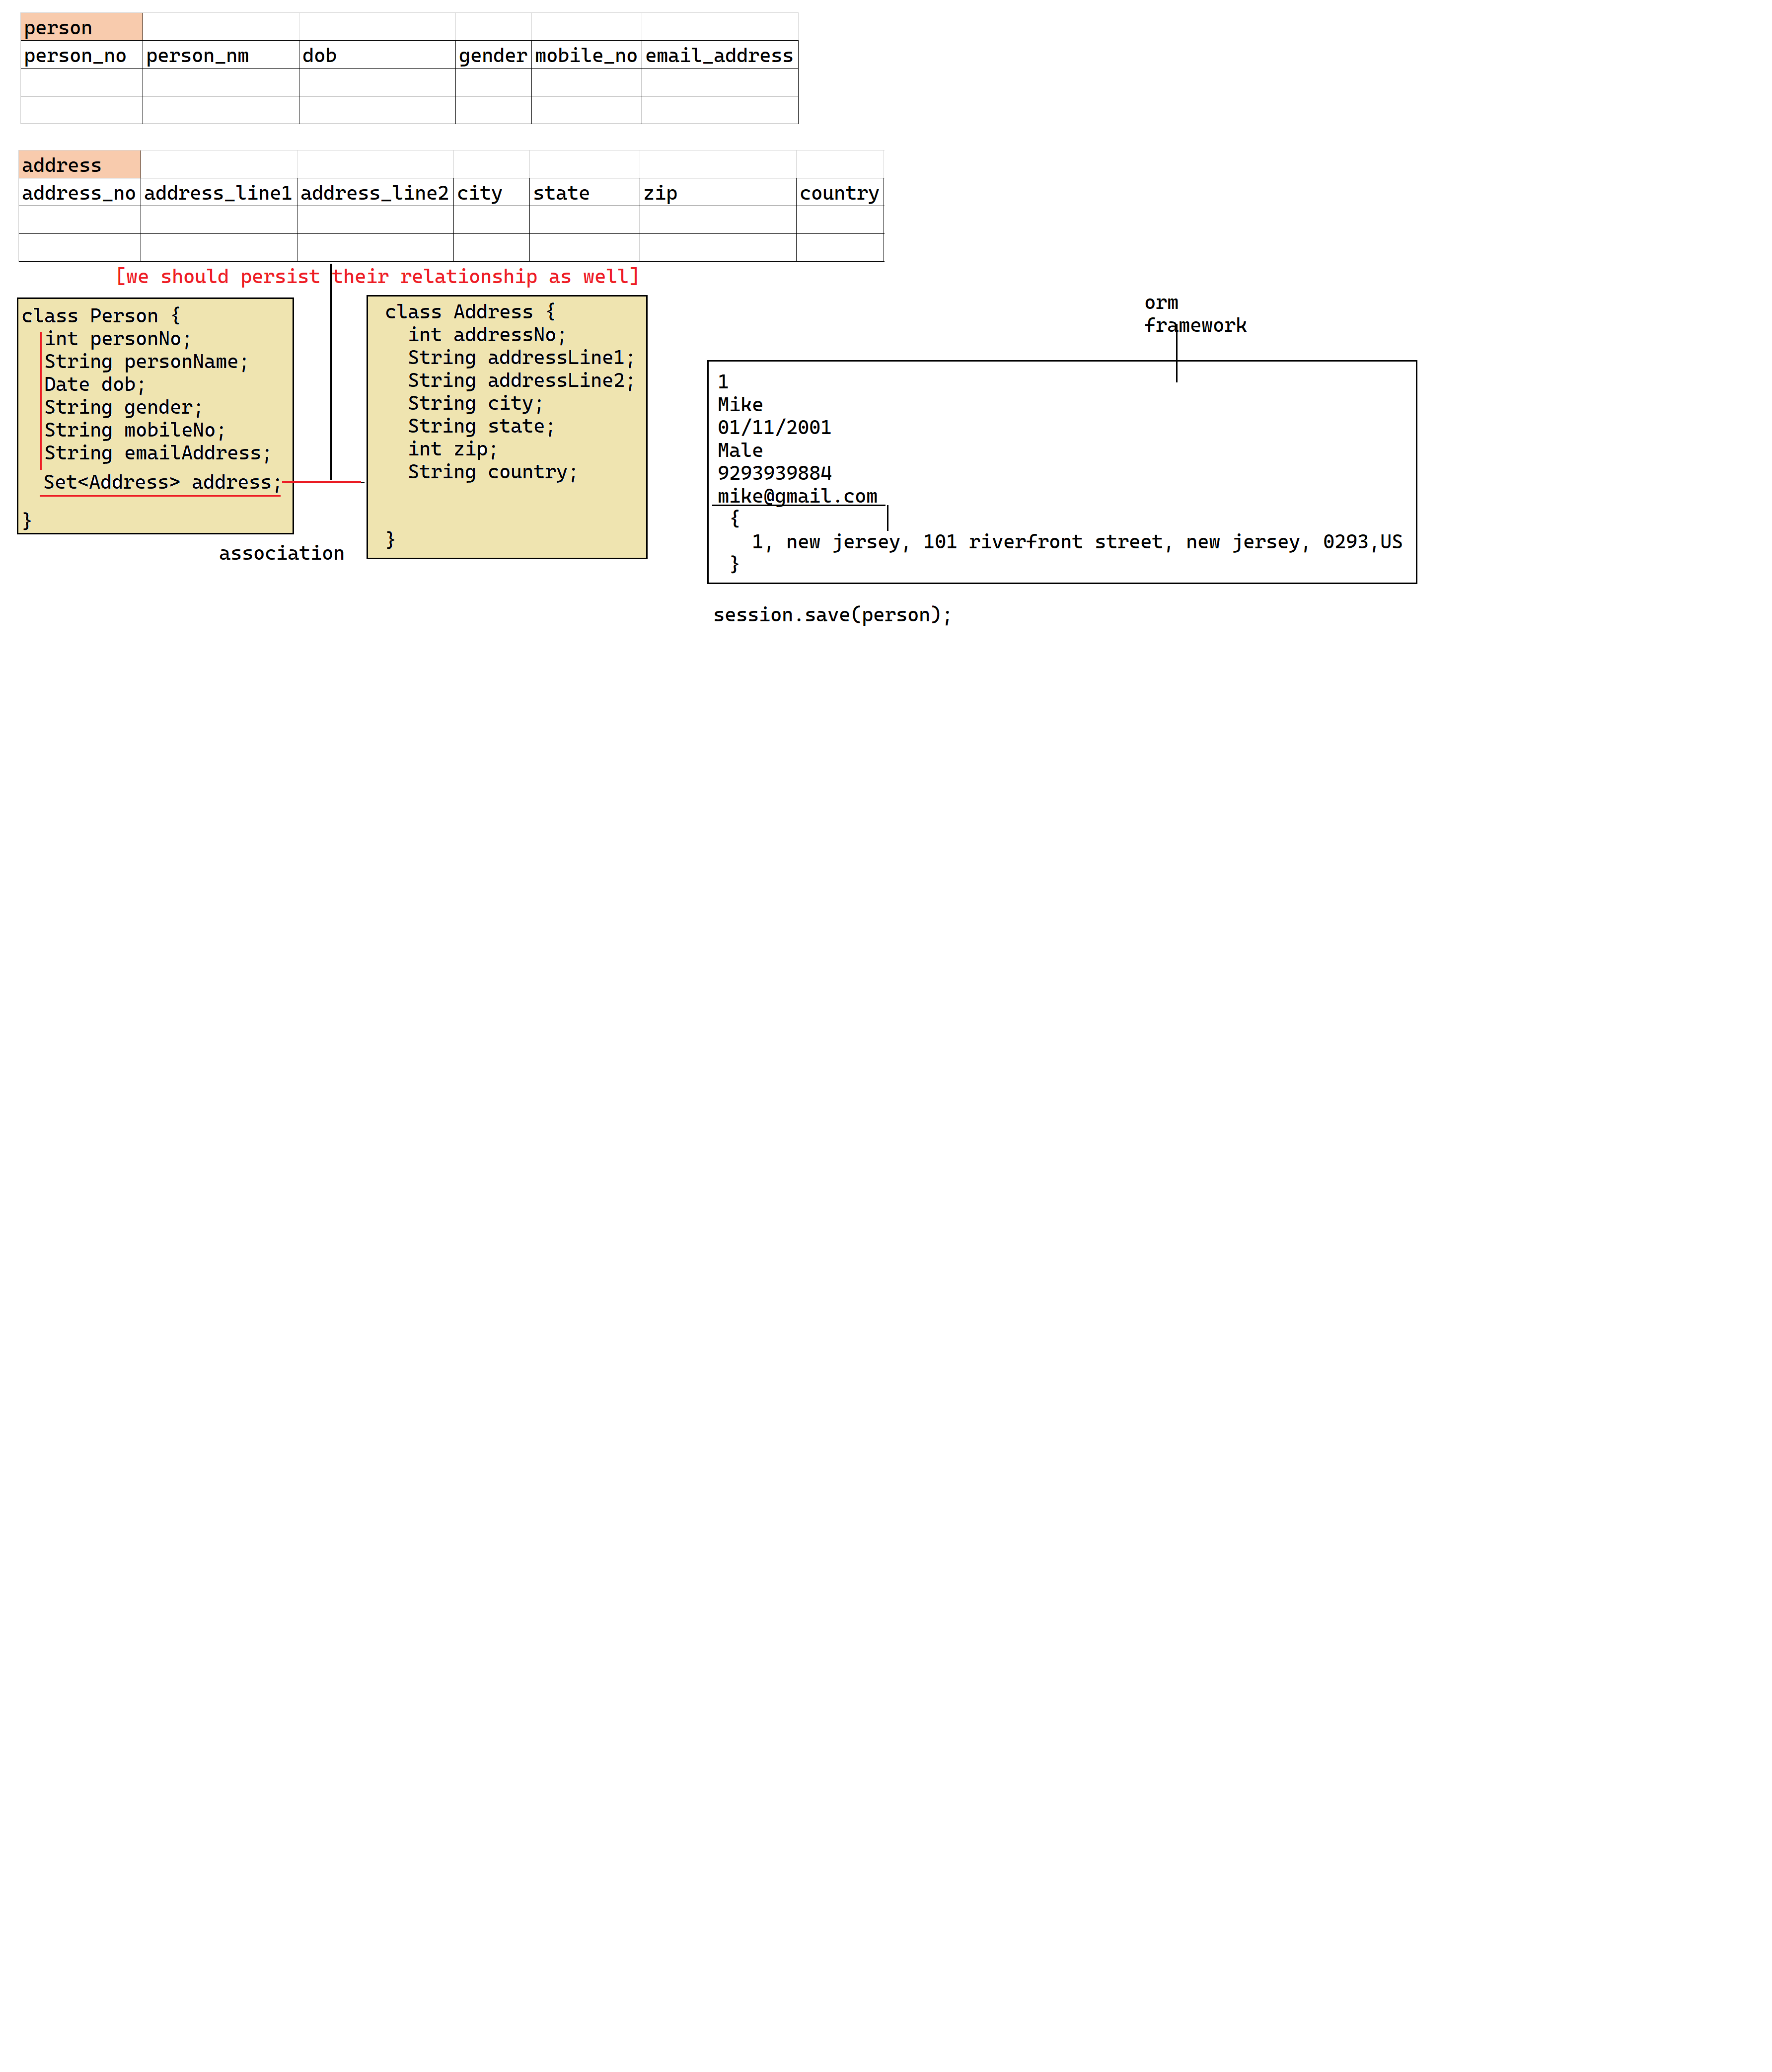 person
person_no person_nm dob gender mobile_no email_address
address
address_no address_line1 address_line2 city state zip country
[we should persist their relationship as well]
class Person {
int personNo;
String personName;
Date dob;
String gender;
String mobileNo;
String emailAddress;
Set<Address> address;
}
association
class Address {
int addressNo;
String addressLine1;
String addressLine2;
String city;
String state;
int zip;
String country;
}
orm
framework
1
Mike
01/11/2001
Male
9293939884
mike@gmail.com
{
1, new jersey, 101 riverfront street, new jersey, 0293,US
}
session.save(person);